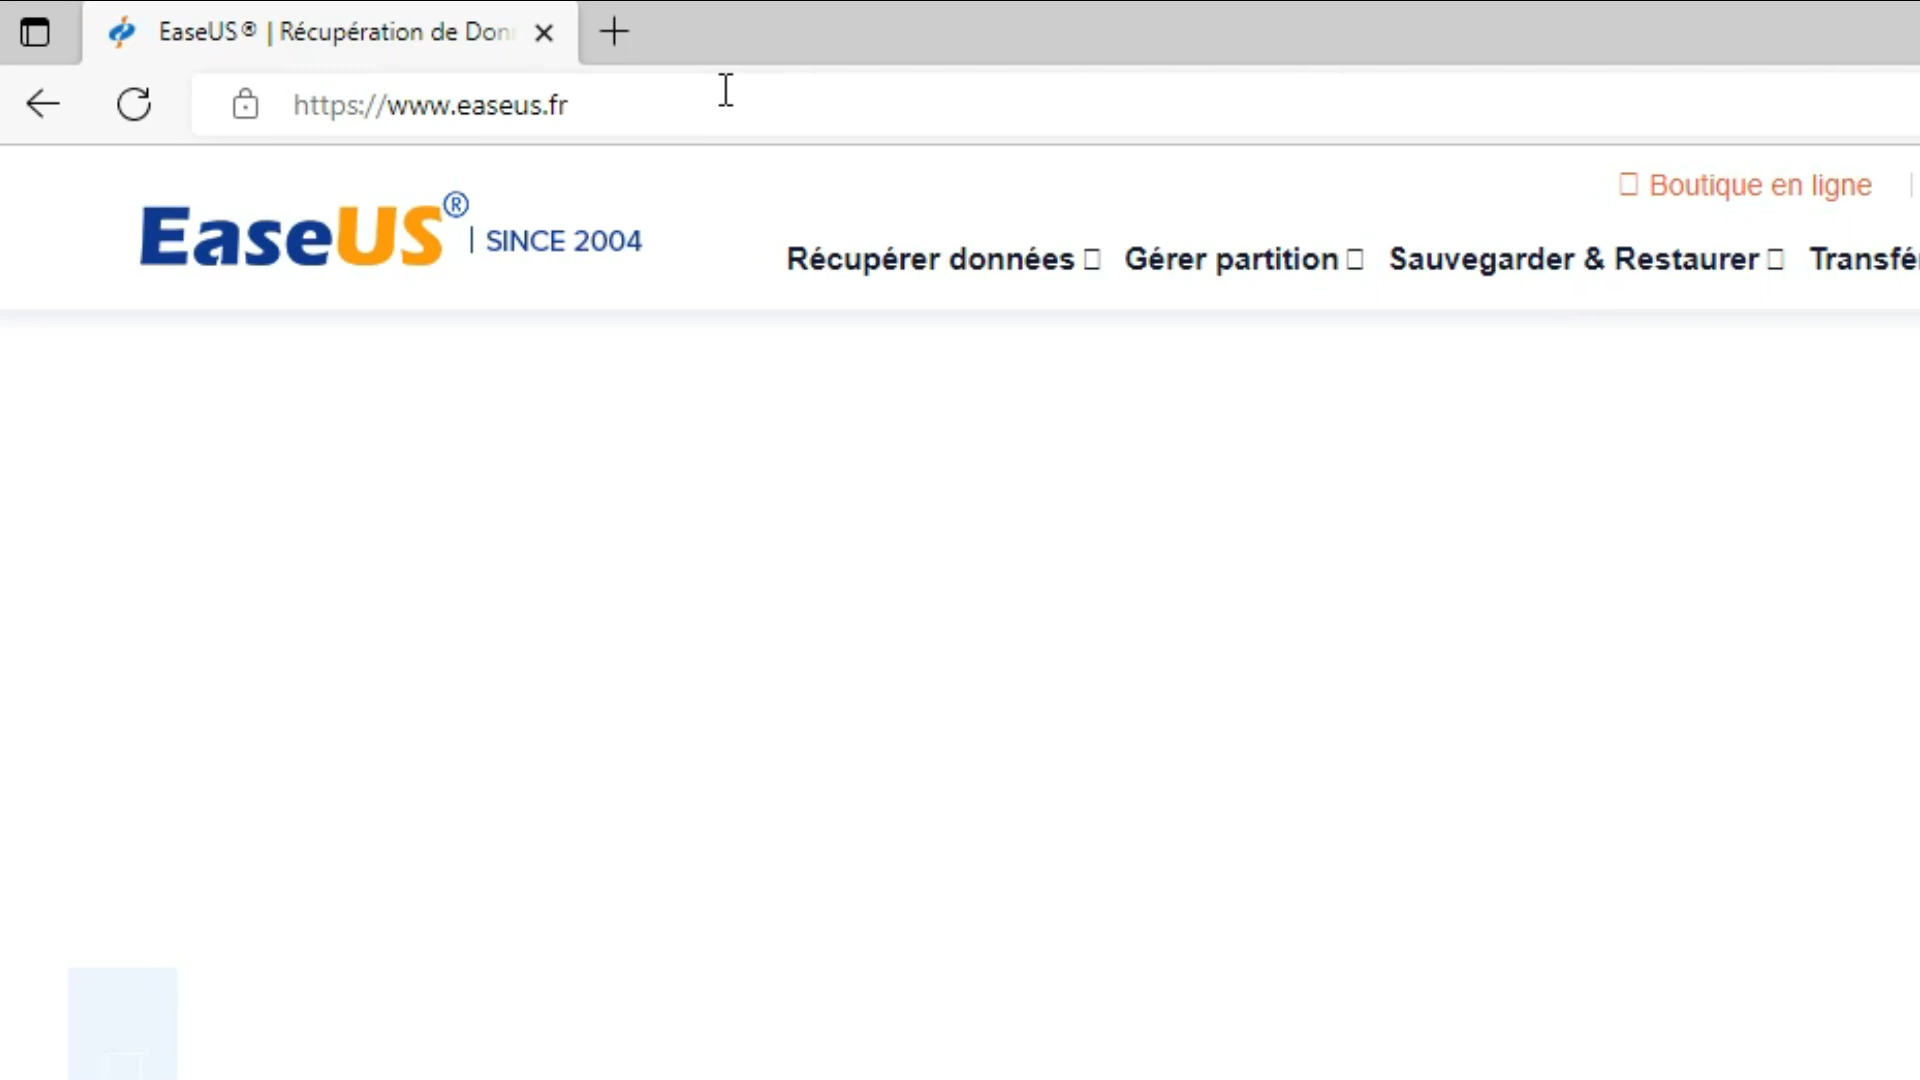 EaseUS® | Récupération de Don
https://www.easeus.fr
Boutique en ligne
EaseUS® | SINCE 2004
Récupérer données Gérer partition Sauvegarder & Restaurer Transfé